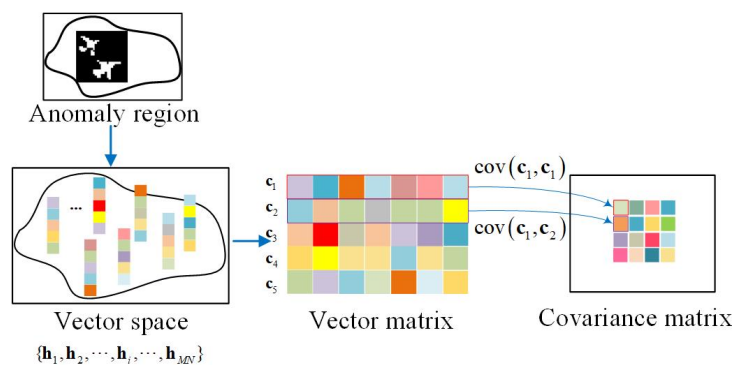 Anomaly region
...
c₁
c₂
c₃
c₄
c₅
cov(c₁,c₁)
cov(c₁,c₂)
Vector space
Vector matrix
Covariance matrix
{h₁,h₂,⋯,hᵢ,⋯,h_MN}